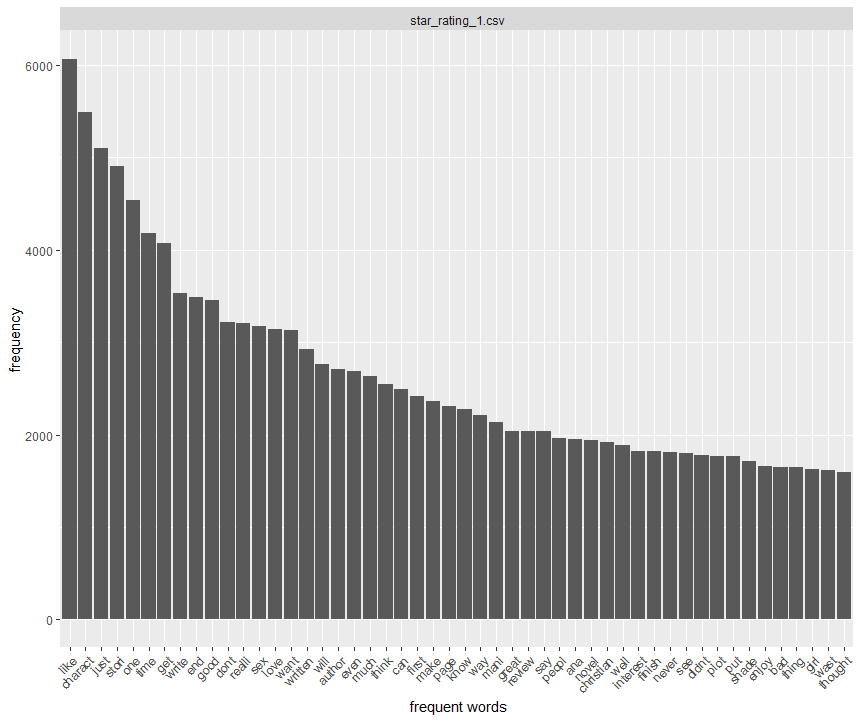 star_rating_1.csv
6000
4000
2000
0
frequency
like charact just stori one time get write end good dont realli sex love want written will author even much think can first make page know way mani great review say peopl ana novel christian well interest finish never see didnt plot put shade enjoy bad thing girl wast thought
frequent words